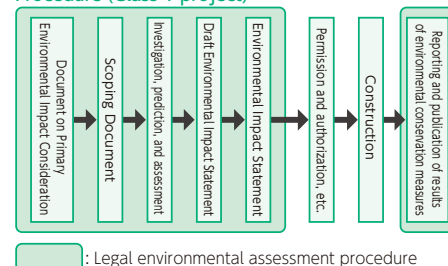 Procedure (Class 1 project)
Document on Primary
Environmental Impact Consideration
Scoping Document
Investigation, prediction, and assessment
Draft Environmental Impact Statement
Environmental Impact Statement
Permission and authorization, etc.
Construction
Reporting and publication of results
of environmental conservation measures
: Legal environmental assessment procedure